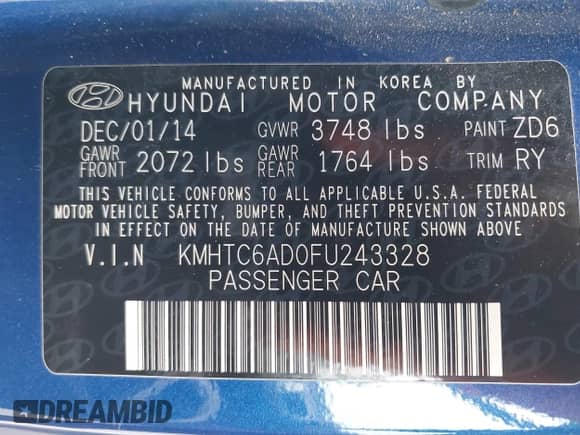 MANUFACTURED IN KOREA BY
HYUNDAI MOTOR COMPANY
DEC/01/14 GVWR 3748 lbs PAINT ZD6
GAWR FRONT 2072 lbs GAWR REAR 1764 lbs TRIM RY
THIS VEHICLE CONFORMS TO ALL APPLICABLE U.S.A. FEDERAL
MOTOR VEHICLE SAFETY, BUMPER, AND THEFT PREVENTION STANDARDS
IN EFFECT ON THE DATE OF MANUFACTURE SHOWN ABOVE
V.I.N KMHTC6AD0FU243328
PASSENGER CAR
DREAMBID